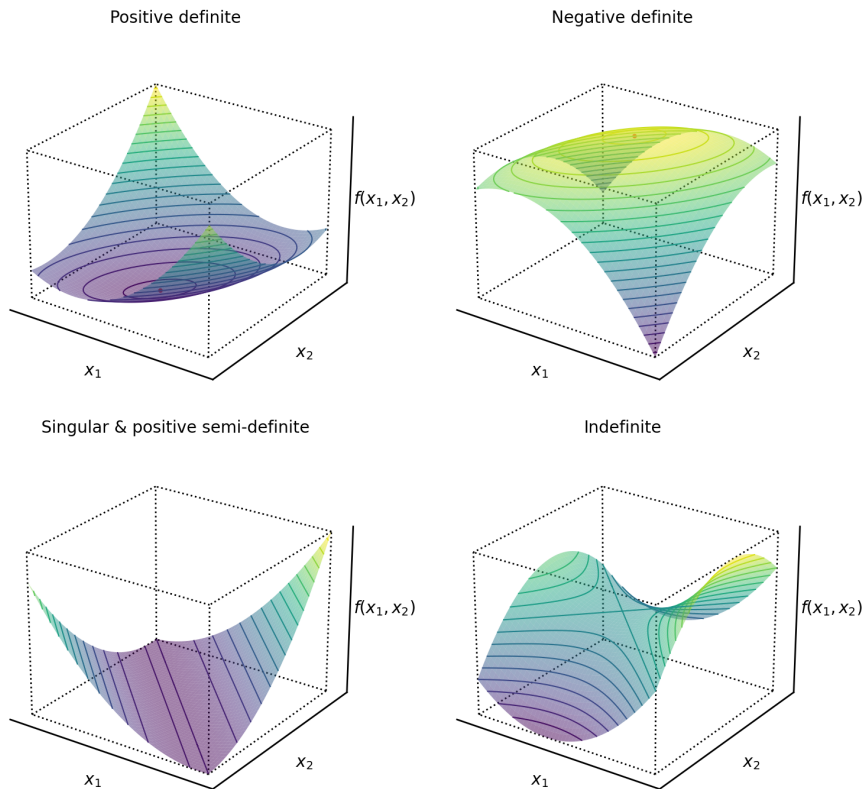 Positive definite
Negative definite
f(x₁, x₂)
f(x₁, x₂)
x₁
x₂
x₁
x₂
Singular & positive semi-definite
Indefinite
f(x₁, x₂)
f(x₁, x₂)
x₁
x₂
x₁
x₂